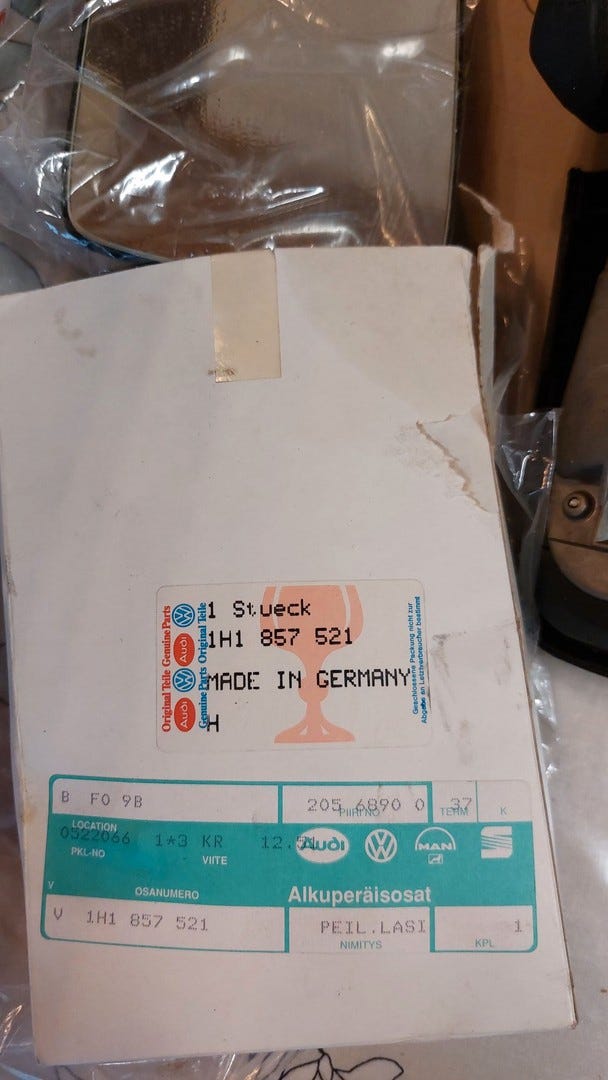 1 Stueck
1H1 857 521
MADE IN GERMANY
H
Original Teile Genuine Parts
Audi Audi
Genuine Parts Original Teile
Geschlossene Packung nicht zur
Abgabe an Letztverbraucher bestimmt
B F0 9B 205 6890 0 37
PIIRI NO TERM K
LOCATION
0322066 1*3 KR
PKL-NO VIITE
Audi MAN
V
OSANUMERO Alkuperäisosat
V 1H1 857 521 PEIL.LASI 1
NIMITYS KPL